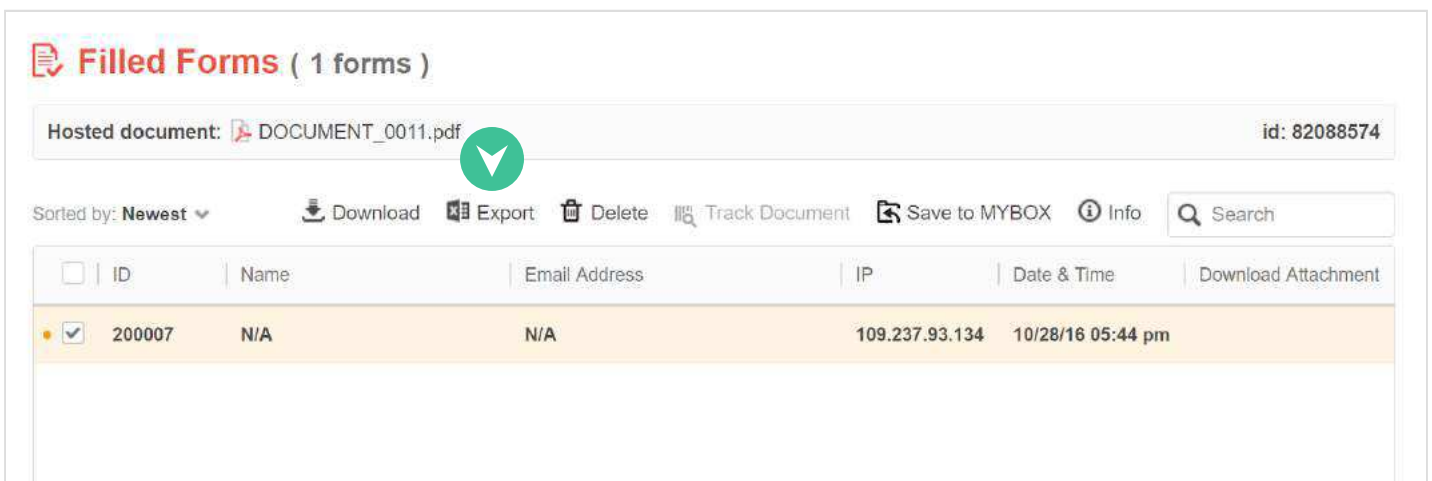 Filled Forms ( 1 forms )
Hosted document: DOCUMENT_0011.pdf id: 82088574
Sorted by: Newest Download Export Delete Track Document Save to MYBOX Info Search
ID Name Email Address IP Date & Time Download Attachment
200007 N/A N/A 109.237.93.134 10/28/16 05:44 pm